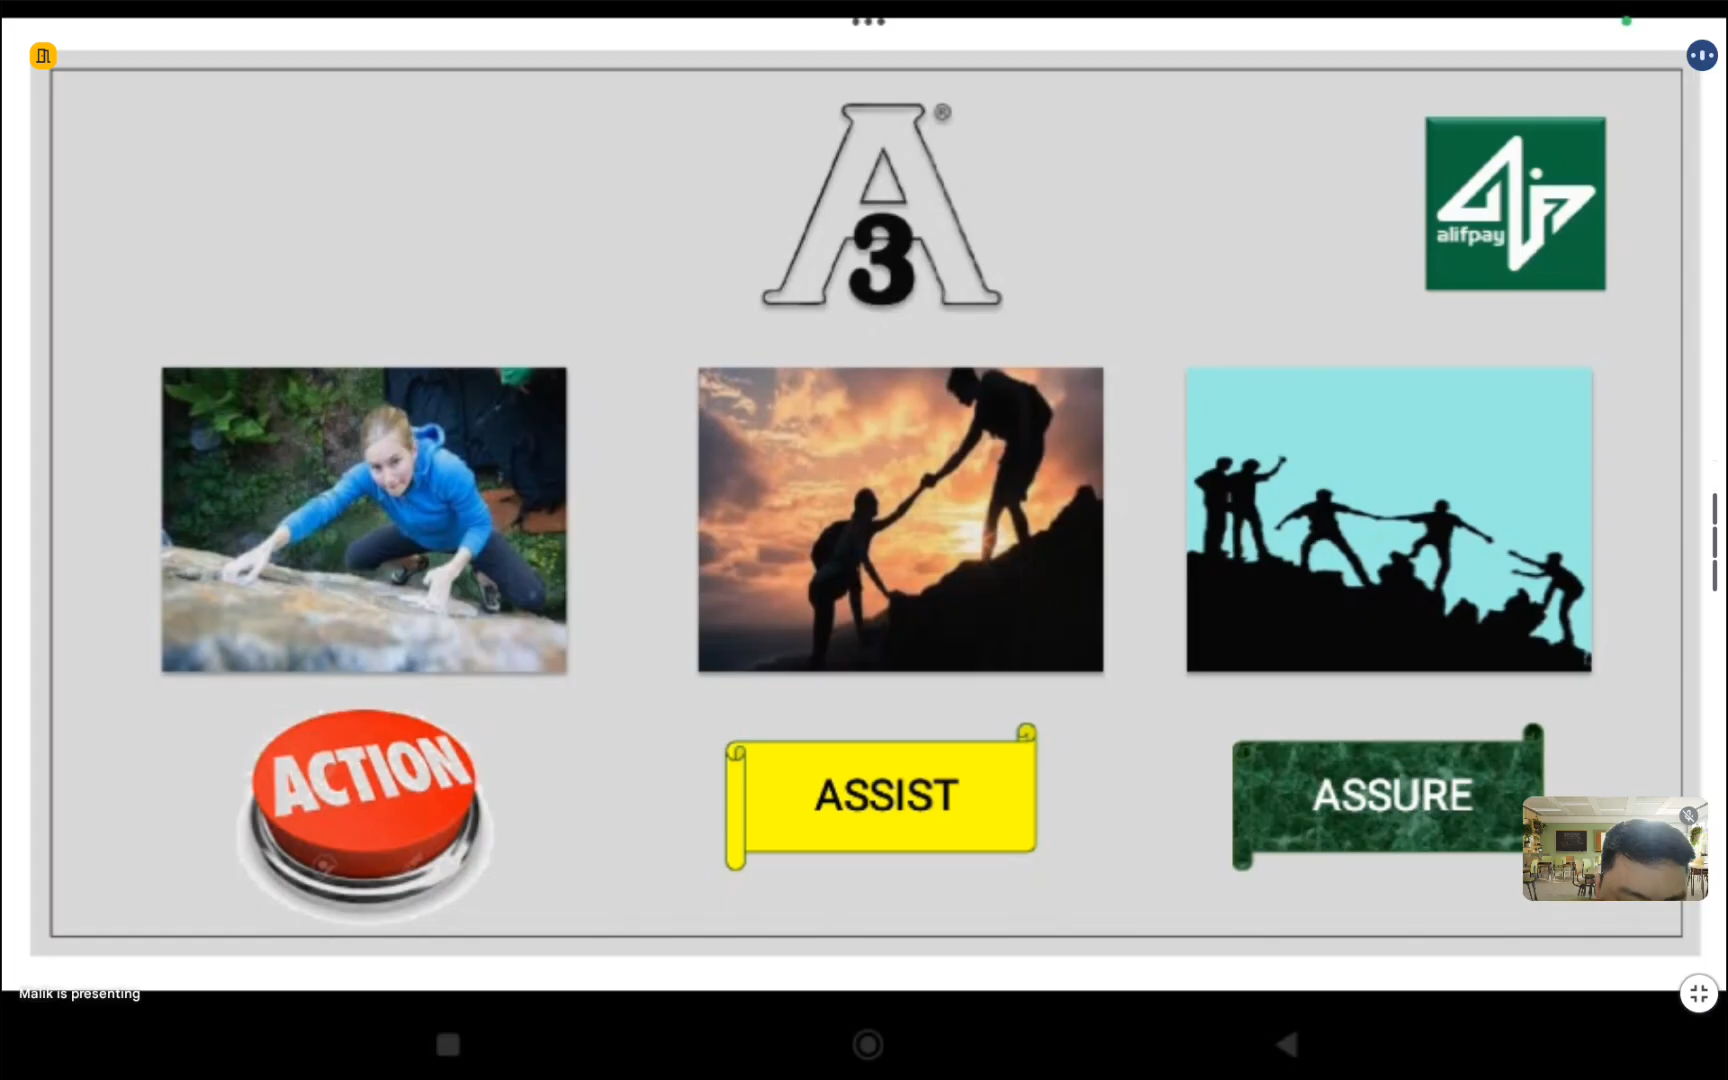 A
®
3
alifpay
ACTION
ASSIST
ASSURE
Malik is presenting